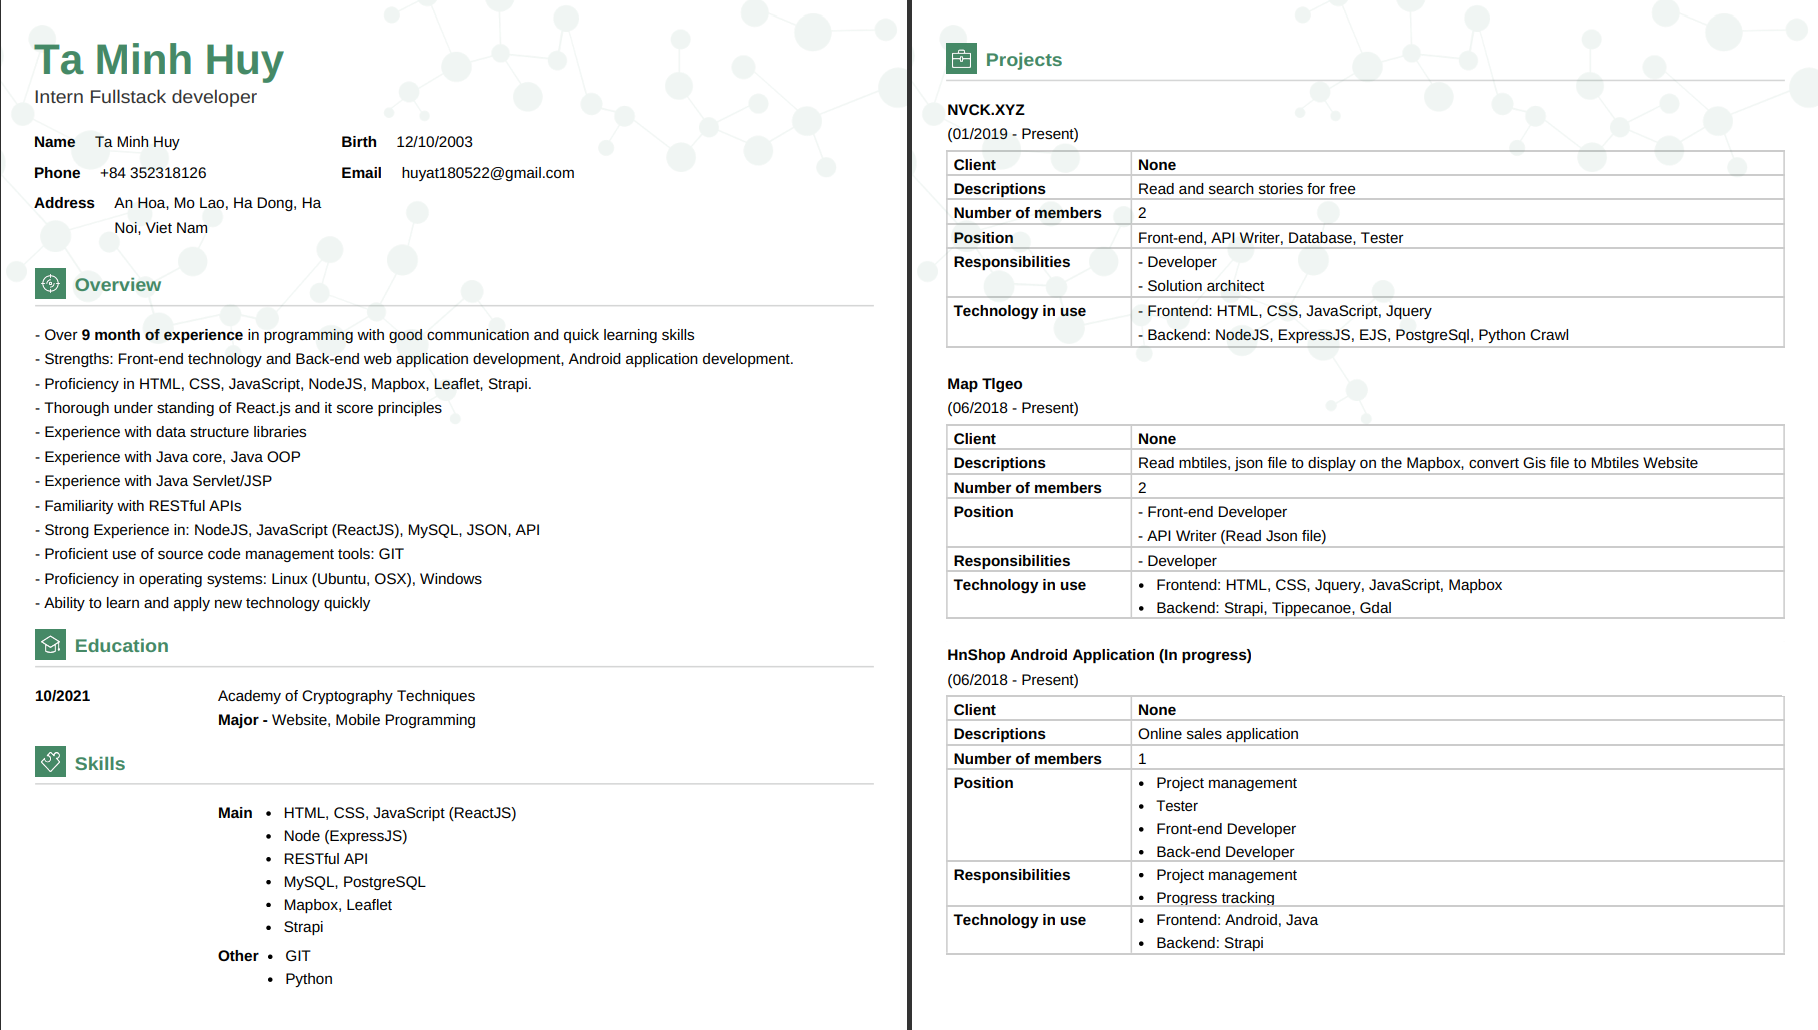 Ta Minh Huy
Intern Fullstack developer
Name Ta Minh Huy Birth 12/10/2003
Phone +84 352318126 Email huyat180522@gmail.com
Address An Hoa, Mo Lao, Ha Dong, Ha
Noi, Viet Nam
Overview
- Over 9 month of experience in programming with good communication and quick learning skills
- Strengths: Front-end technology and Back-end web application development, Android application development.
- Proficiency in HTML, CSS, JavaScript, NodeJS, Mapbox, Leaflet, Strapi.
- Thorough under standing of React.js and it score principles
- Experience with data structure libraries
- Experience with Java core, Java OOP
- Experience with Java Servlet/JSP
- Familiarity with RESTful APIs
- Strong Experience in: NodeJS, JavaScript (ReactJS), MySQL, JSON, API
- Proficient use of source code management tools: GIT
- Proficiency in operating systems: Linux (Ubuntu, OSX), Windows
- Ability to learn and apply new technology quickly
Education
10/2021 Academy of Cryptography Techniques
Major - Website, Mobile Programming
Skills
Main • HTML, CSS, JavaScript (ReactJS)
• Node (ExpressJS)
• RESTful API
• MySQL, PostgreSQL
• Mapbox, Leaflet
• Strapi
Other • GIT
• Python
Projects
NVCK.XYZ
(01/2019 - Present)
Client None
Descriptions Read and search stories for free
Number of members 2
Position Front-end, API Writer, Database, Tester
Responsibilities - Developer
- Solution architect
Technology in use - Frontend: HTML, CSS, JavaScript, Jquery
- Backend: NodeJS, ExpressJS, EJS, PostgreSql, Python Crawl
Map Tlgeo
(06/2018 - Present)
Client None
Descriptions Read mbtiles, json file to display on the Mapbox, convert Gis file to Mbtiles Website
Number of members 2
Position - Front-end Developer
- API Writer (Read Json file)
Responsibilities - Developer
Technology in use • Frontend: HTML, CSS, Jquery, JavaScript, Mapbox
• Backend: Strapi, Tippecanoe, Gdal
HnShop Android Application (In progress)
(06/2018 - Present)
Client None
Descriptions Online sales application
Number of members 1
Position • Project management
• Tester
• Front-end Developer
• Back-end Developer
Responsibilities • Project management
• Progress tracking
Technology in use • Frontend: Android, Java
• Backend: Strapi